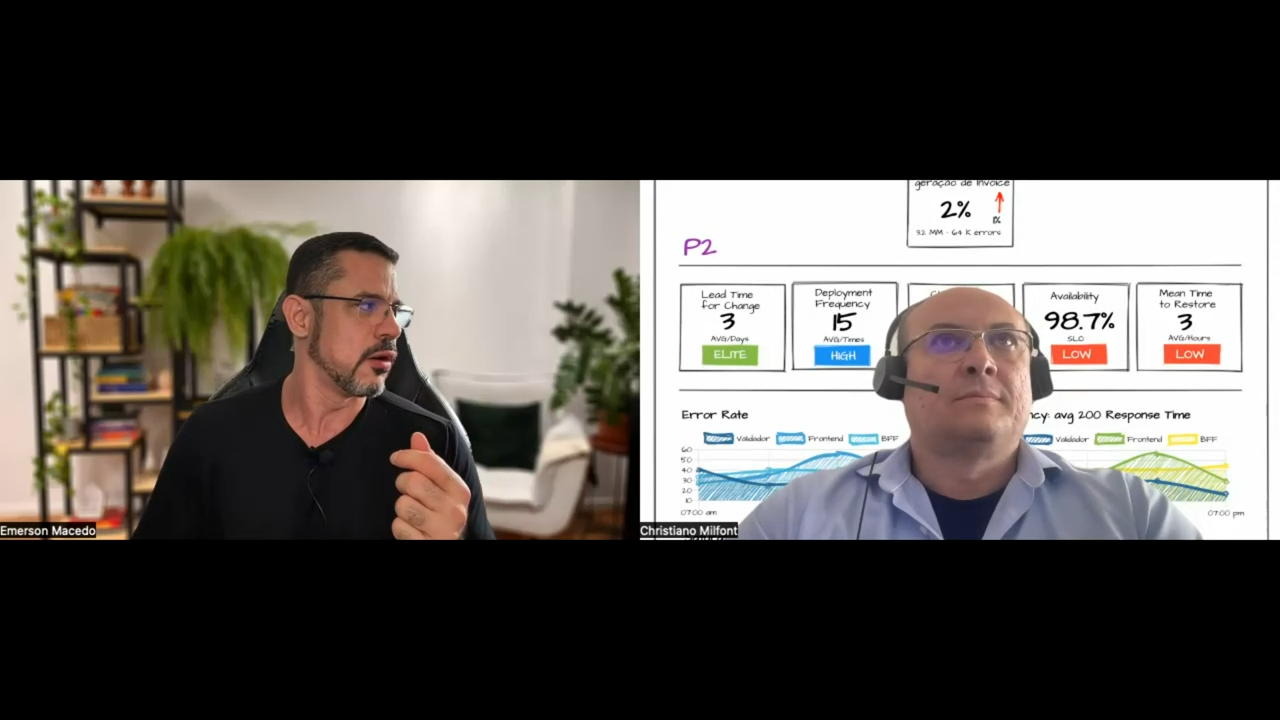 geração de Invoice
2%
1%
3.2 MM - 64 K errors
P2
Lead Time
for Change
3
AVG/Days
ELITE
Deployment
Frequency
15
AVG/Times
HIGH
Availability
98.7%
SLO
LOW
Mean Time
to Restore
3
AVG/Hours
LOW
Error Rate
Validador Frontend BFF
60
50
40
30
20
10
07:00 am
avg 200 Response Time
Validador Frontend BFF
07:00 pm
Emerson Macedo
Christiano Milfont